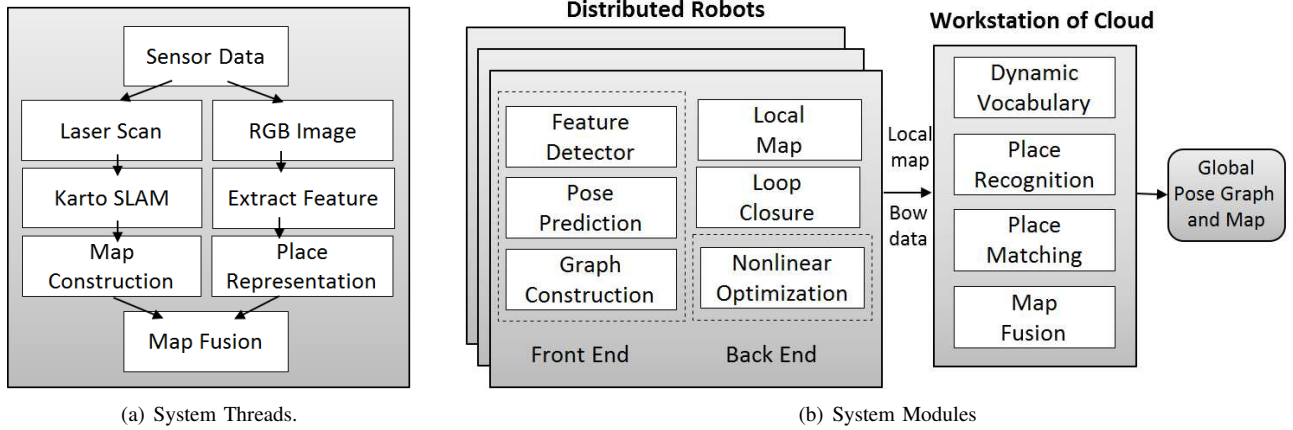 Sensor Data
Laser Scan
RGB Image
Karto SLAM
Extract Feature
Map
Construction
Place
Representation
Map Fusion
(a) System Threads.
Distributed Robots
Feature
Detector
Pose
Prediction
Graph
Construction
Front End
Local
Map
Loop
Closure
Nonlinear
Optimization
Back End
Local
map
Bow
data
Workstation of Cloud
Dynamic
Vocabulary
Place
Recognition
Place
Matching
Map
Fusion
Global
Pose Graph
and Map
(b) System Modules